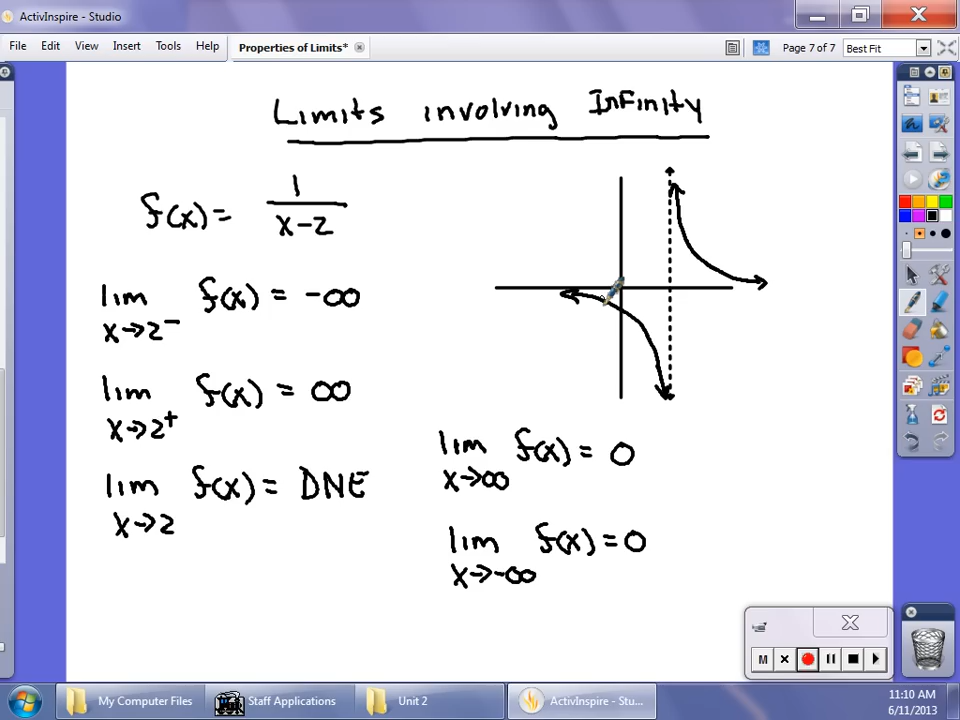 ActivInspire - Studio
File Edit View Insert Tools Help Properties of Limits* Page 7 of 7 Best Fit
Limits involving Infinity
f(x) = 1/(x-2)
lim x→2⁻ f(x) = -∞
lim x→2⁺ f(x) = ∞
lim x→2 f(x) = DNE
lim x→∞ f(x) = 0
lim x→-∞ f(x) = 0
M
My Computer Files Staff Applications Unit 2 ActivInspire - Stu...
11:10 AM
6/11/2013